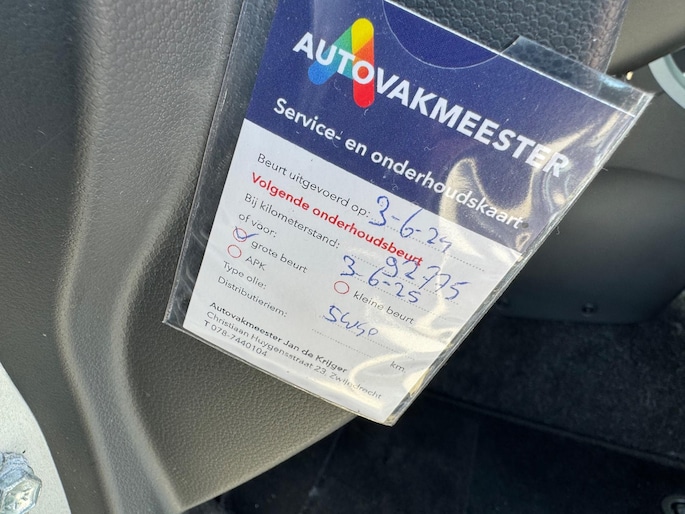 AUTOVAKMEESTER
Service- en onderhoudskaart
Beurt uitgevoerd op: 3-6-24
Volgende onderhoudsbeurt
Bij kilometerstand: 92775
of voor: 3-6-25
grote beurt kleine beurt
APK
Type olie: 5W30
Distributieriem: km
Autovakmeester Jan de Krijger
Christiaan Huygensstraat 23, Zwijndrecht
T 078-7440104